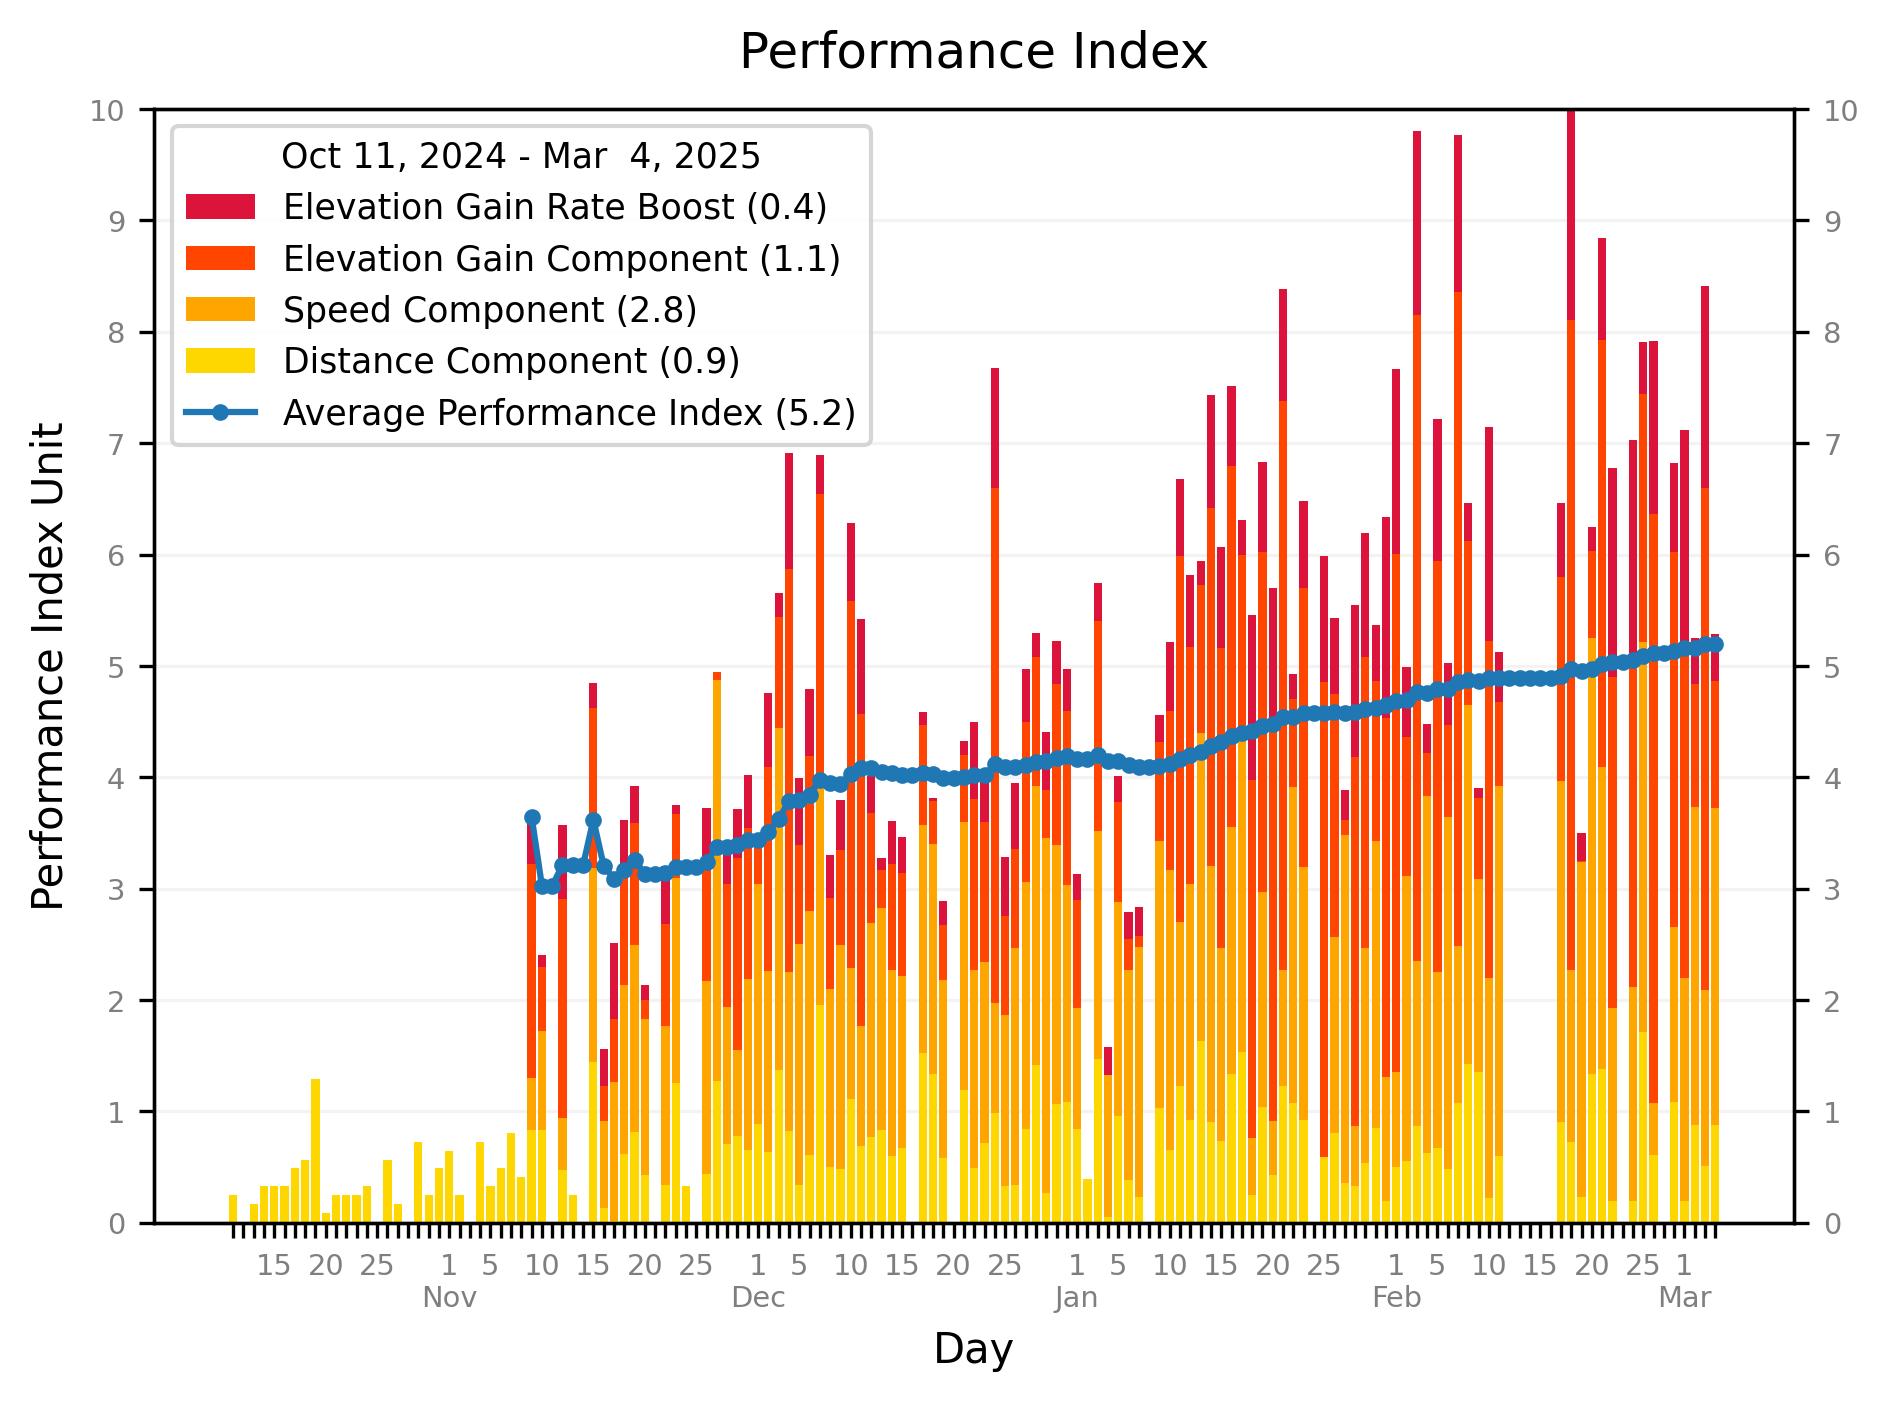 Performance Index
Oct 11, 2024 - Mar  4, 2025
Elevation Gain Rate Boost (0.4)
Elevation Gain Component (1.1)
Speed Component (2.8)
Distance Component (0.9)
Average Performance Index (5.2)
Performance Index Unit
10 10
9 9
8 8
7 7
6 6
5 5
4 4
3 3
2 2
1 1
0 0
15 20 25 1 5 10 15 20 25 1 5 10 15 20 25 1 5 10 15 20 25 1 5 10 15 20 25 1
Nov Dec Jan Feb Mar
Day